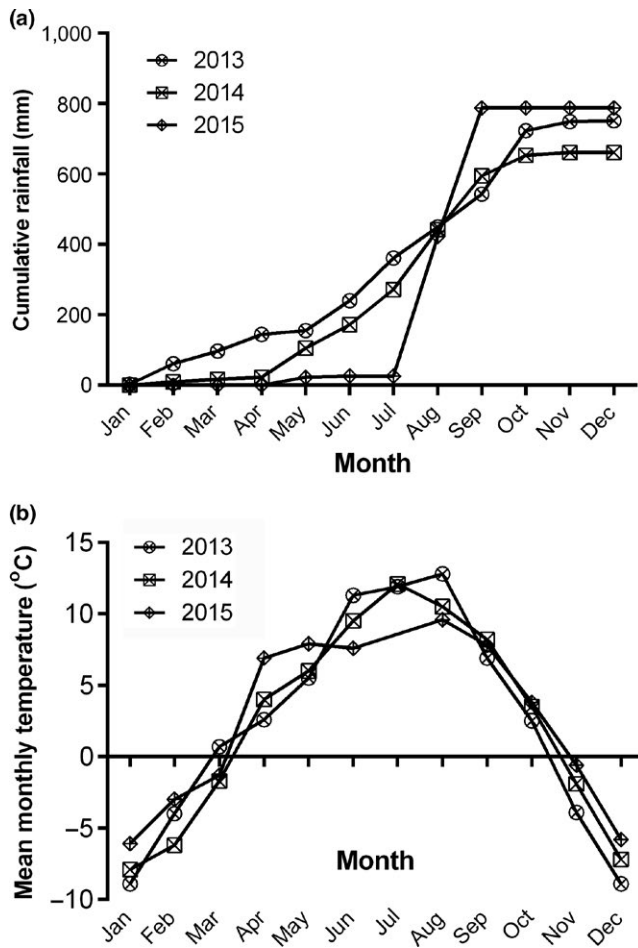 (a)
1,000
800
600
400
200
0
Cumulative rainfall (mm)
2013
2014
2015
Jan Feb Mar Apr May Jun Jul Aug Sep Oct Nov Dec
Month
(b)
15
10
5
0
−5
−10
Mean monthly temperature (°C)
2013
2014
2015
Month
Jan Feb Mar Apr May Jun Jul Aug Sep Oct Nov Dec